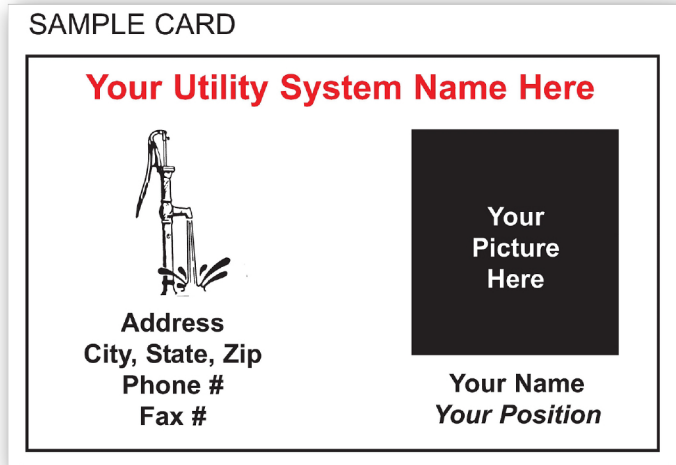 SAMPLE CARD
Your Utility System Name Here
Your
Picture
Here
Address
City, State, Zip
Phone #
Fax #
Your Name
Your Position